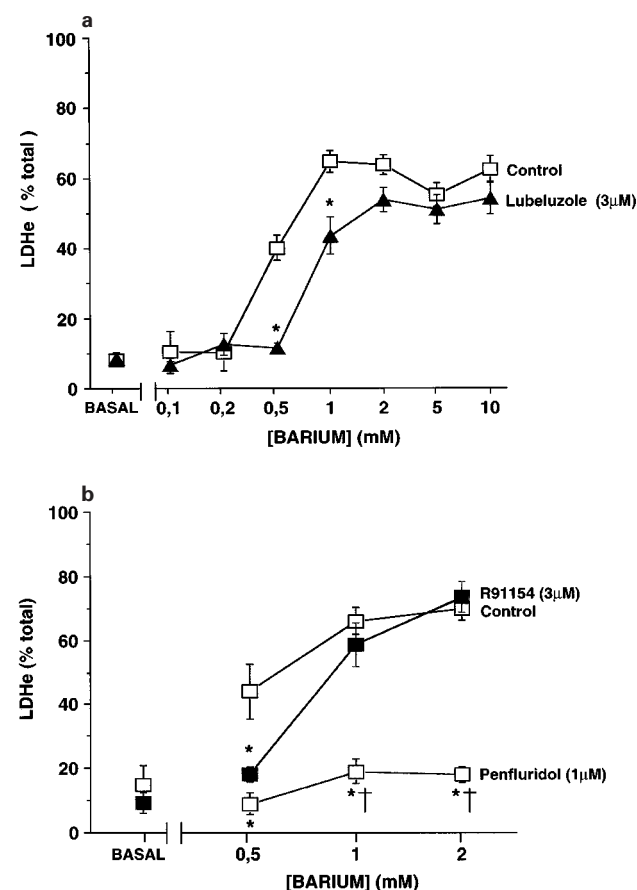 a
100
80
60
40
20
0
LDHe ( % total )
Control
Lubeluzole (3µM)
*
*
BASAL 0,1 0,2 0,5 1 2 5 10
[BARIUM] (mM)
b
100
80
60
40
20
0
LDHe (% total)
R91154 (3µM)
Control
*
Penfluridol (1µM)
*† *†
*
BASAL 0,5 1 2
[BARIUM] (mM)